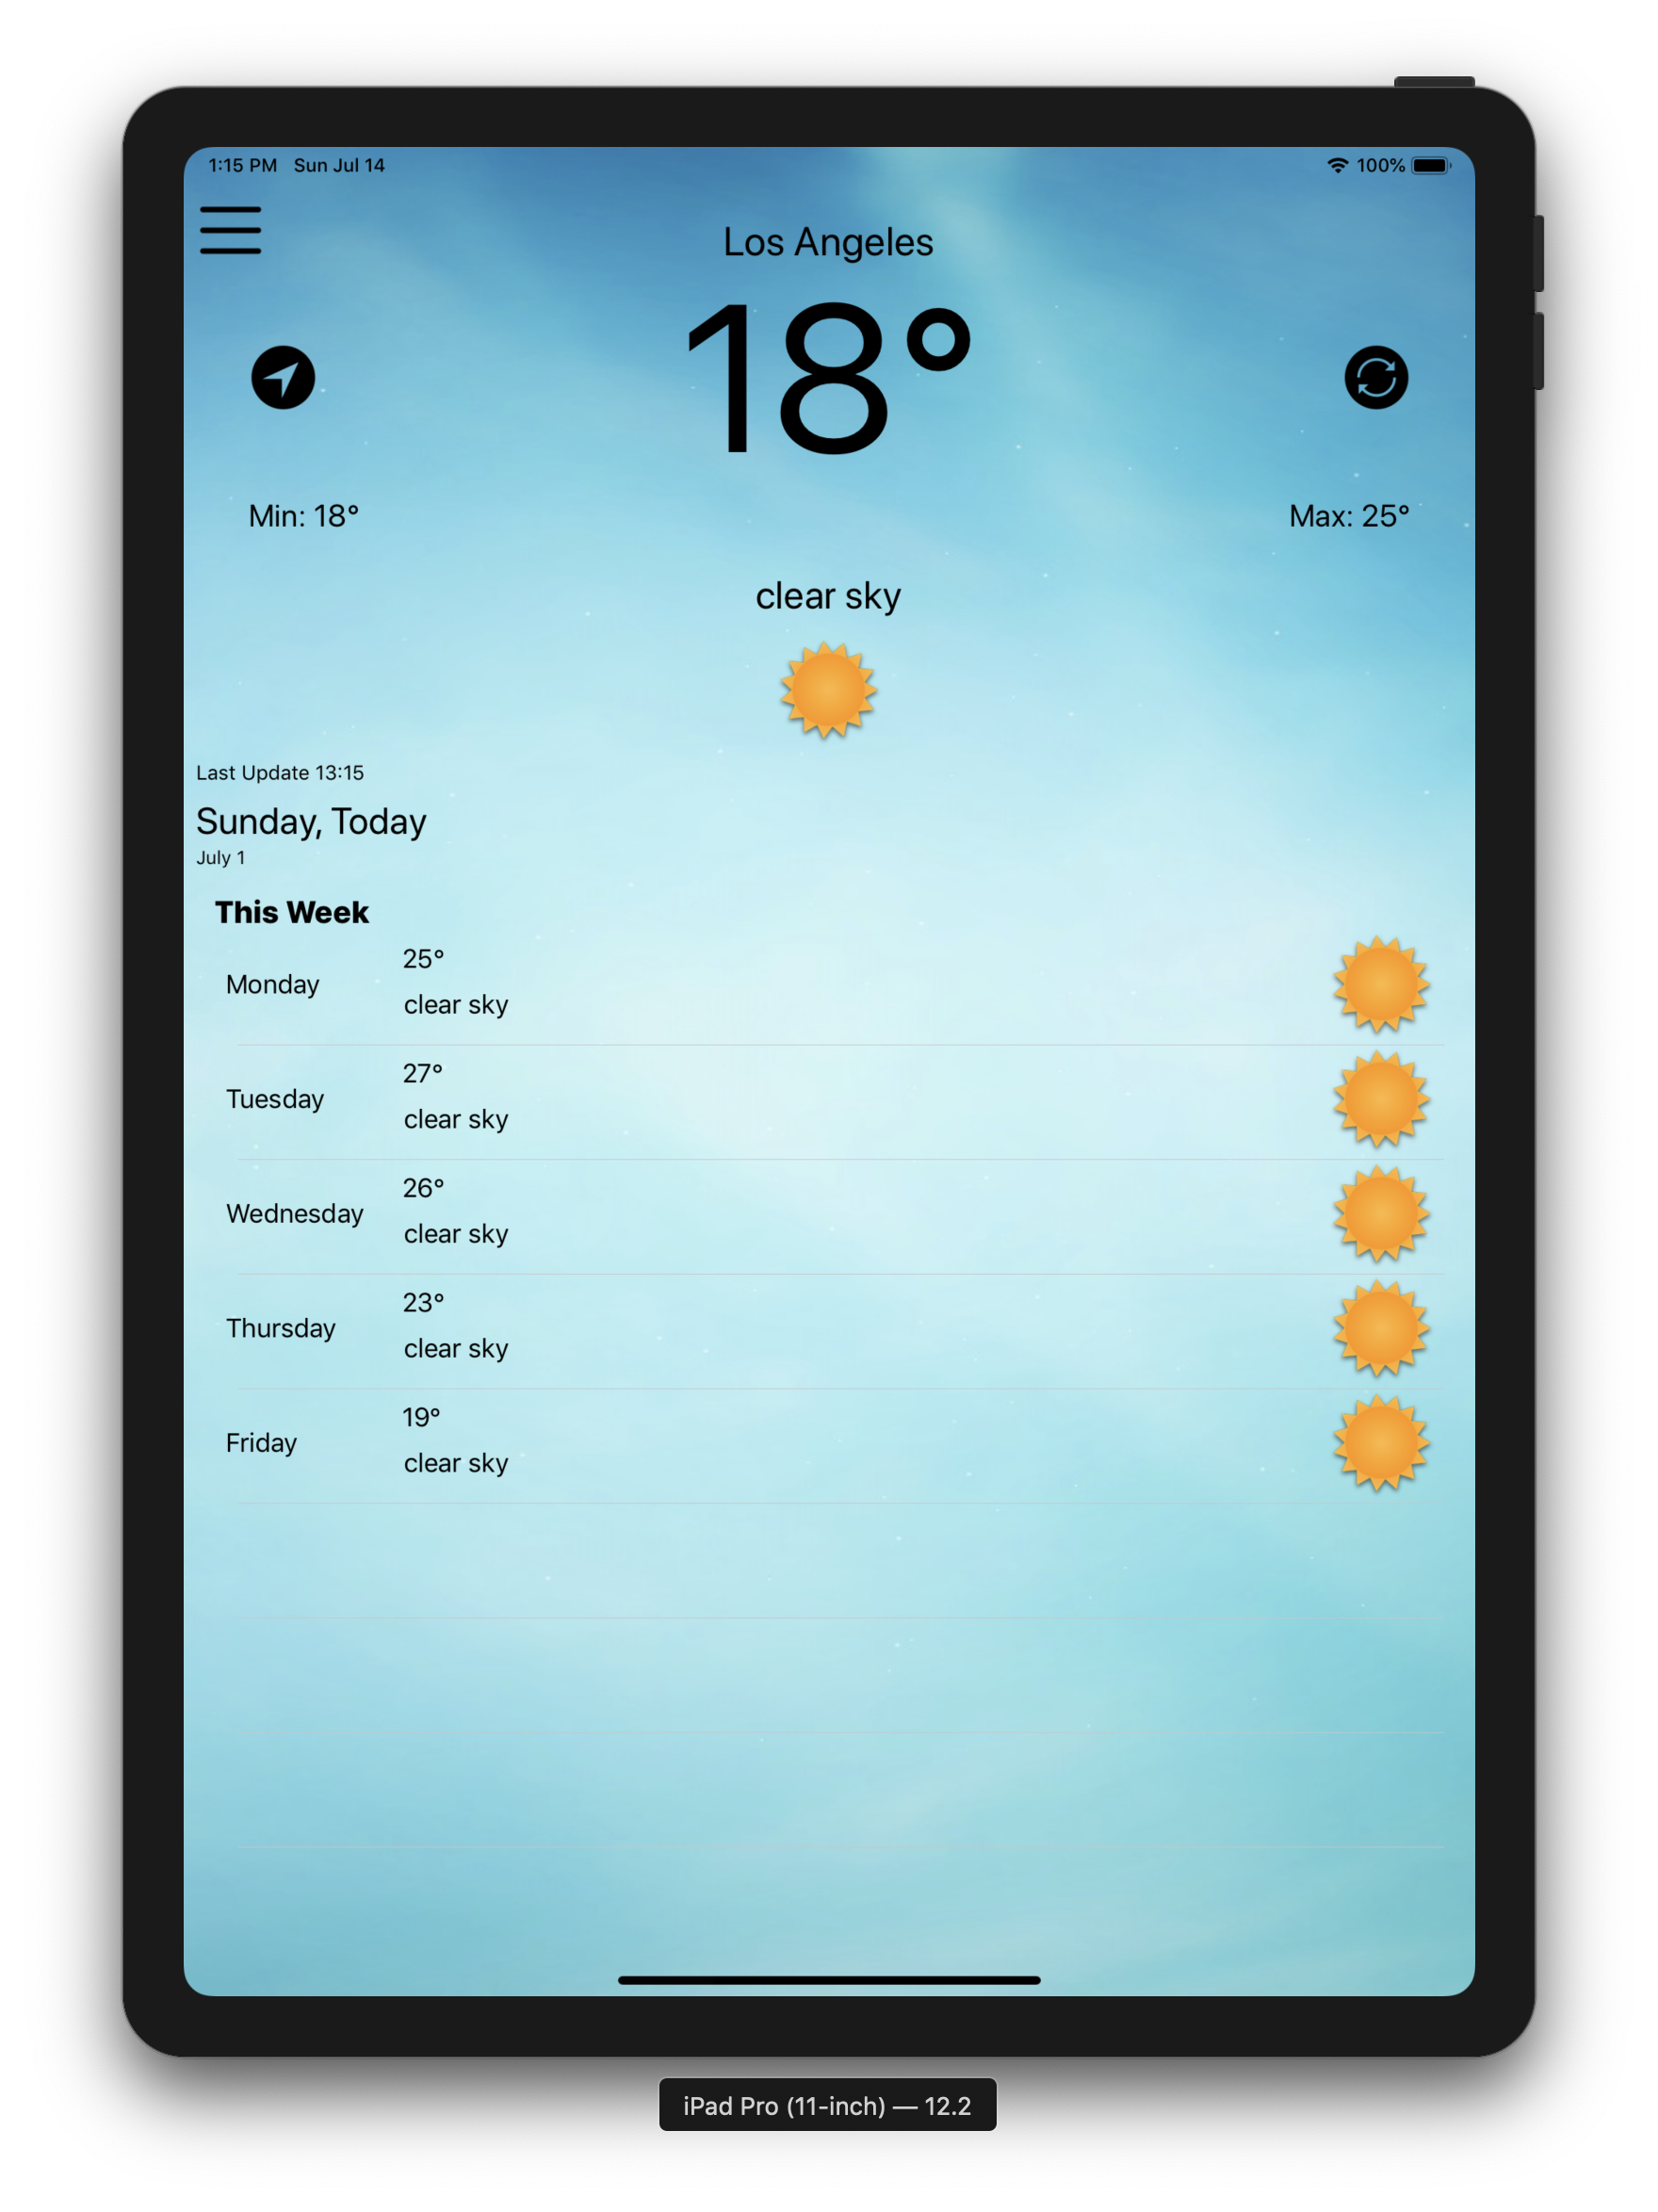 1:15 PM Sun Jul 14 100%
Los Angeles
18°
Min: 18° Max: 25°
clear sky
Last Update 13:15
Sunday, Today
July 1
This Week
25°
Monday
clear sky
27°
Tuesday
clear sky
26°
Wednesday
clear sky
23°
Thursday
clear sky
19°
Friday
clear sky
iPad Pro (11-inch) — 12.2